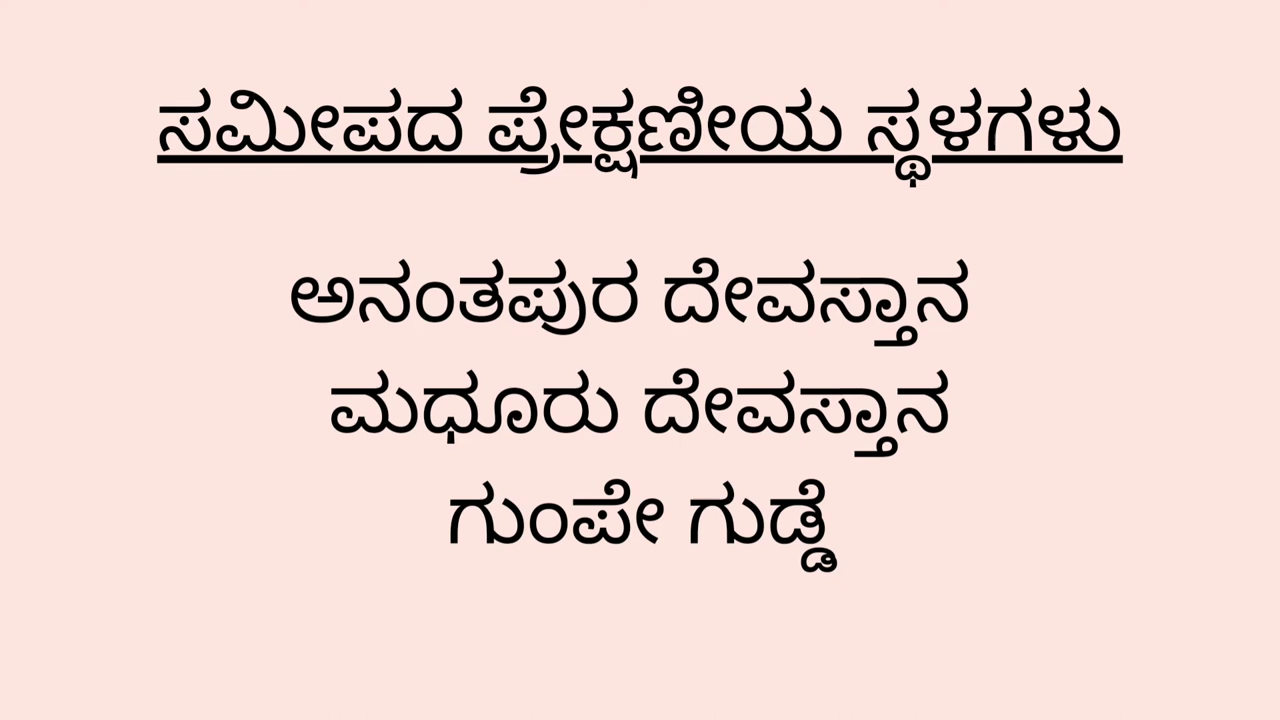 ಸಮೀಪದ ಪ್ರೇಕ್ಷಣೀಯ ಸ್ಥಳಗಳು
ಅನಂತಪುರ ದೇವಸ್ತಾನ
ಮಧೂರು ದೇವಸ್ತಾನ
ಗುಂಪೇ ಗುಡ್ಡೆ